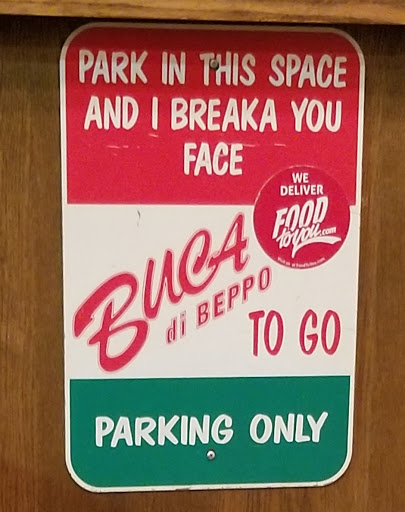 PARK IN THIS SPACE
AND I BREAKA YOU
FACE
WE
DELIVER
FOOD
to you.com
BUCA
di BEPPO
TO GO
PARKING ONLY